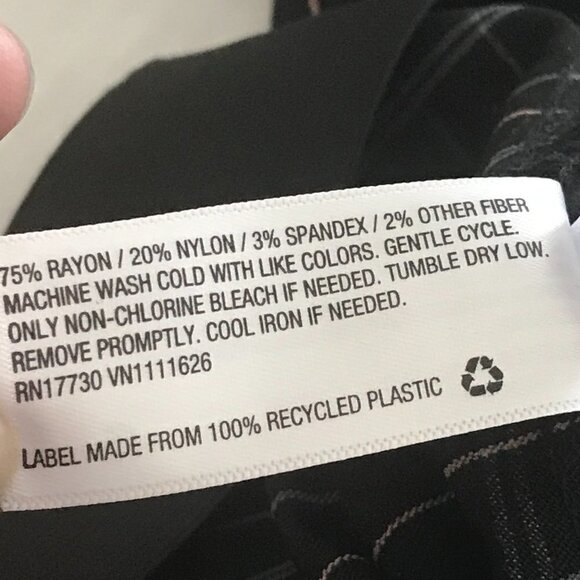 75% RAYON / 20% NYLON / 3% SPANDEX / 2% OTHER FIBER
MACHINE WASH COLD WITH LIKE COLORS. GENTLE CYCLE.
ONLY NON-CHLORINE BLEACH IF NEEDED. TUMBLE DRY LOW.
REMOVE PROMPTLY. COOL IRON IF NEEDED.
RN17730 VN1111626
LABEL MADE FROM 100% RECYCLED PLASTIC